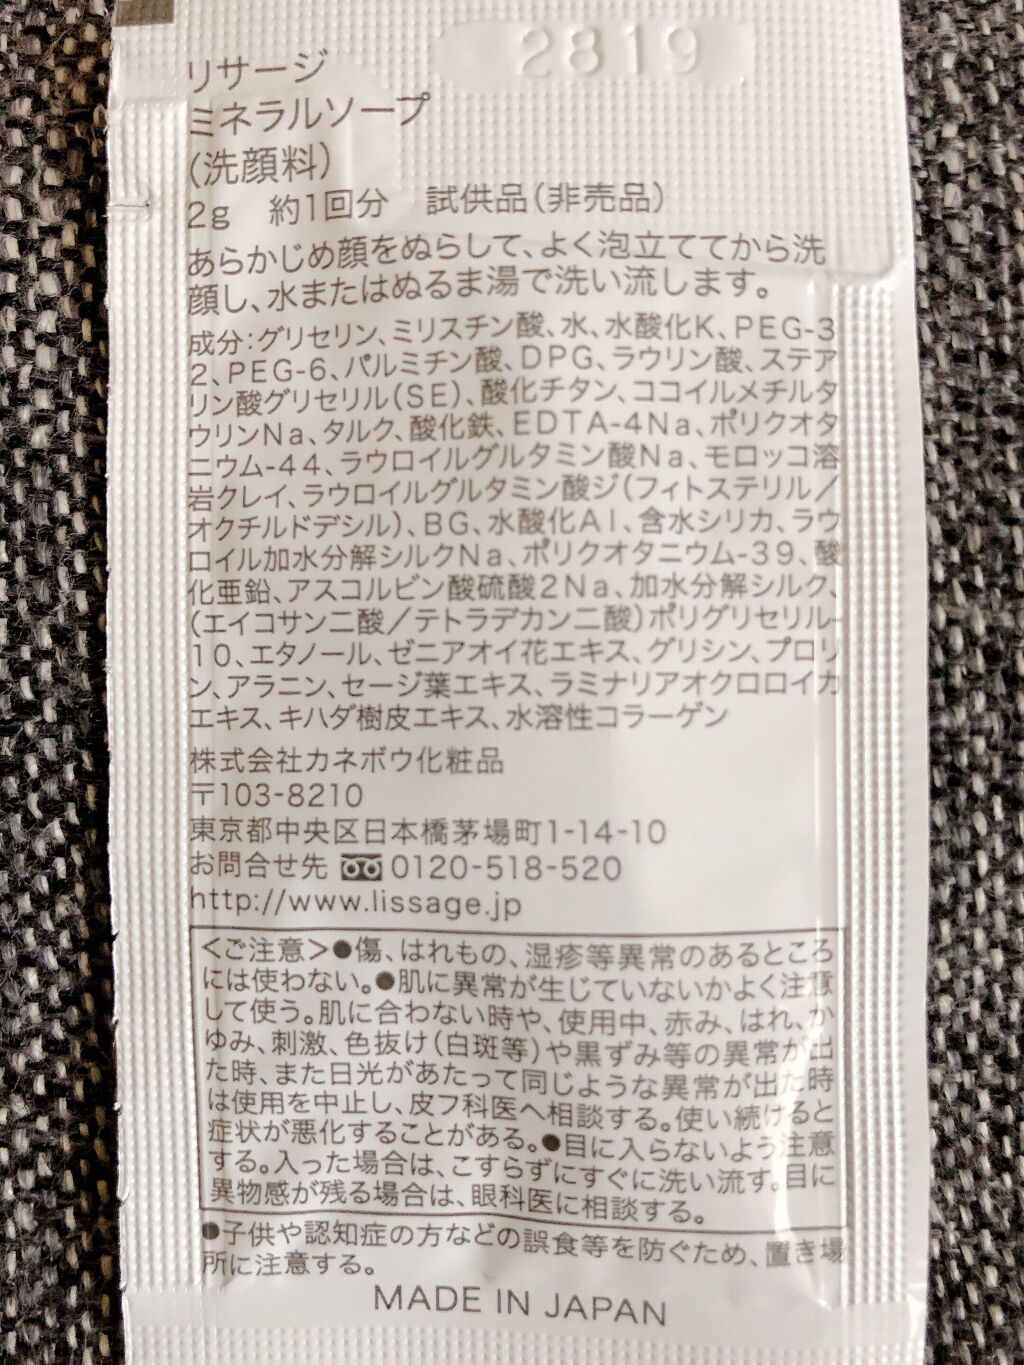 2819
リサージ
ミネラルソープ
(洗顔料)
2g 約1回分 試供品(非売品)
あらかじめ顔をぬらして、よく泡立ててから洗
顔し、水またはぬるま湯で洗い流します。
成分:グリセリン、ミリスチン酸、水、水酸化K、PEG-3
2、PEG-6、パルミチン酸、DPG、ラウリン酸、ステア
リン酸グリセリル(SE)、酸化チタン、ココイルメチルタ
ウリンNa、タルク、酸化鉄、EDTA-4Na、ポリクオタ
ニウム-44、ラウロイルグルタミン酸Na、モロッコ溶
岩クレイ、ラウロイルグルタミン酸ジ(フィトステリル/
オクチルドデシル)、BG、水酸化Al、含水シリカ、ラウ
ロイル加水分解シルクNa、ポリクオタニウム-39、酸
化亜鉛、アスコルビン酸硫酸2Na、加水分解シルク、
(エイコサン二酸/テトラデカン二酸)ポリグリセリル-
10、エタノール、ゼニアオイ花エキス、グリシン、プロリ
ン、アラニン、セージ葉エキス、ラミナリアオクロロイカ
エキス、キハダ樹皮エキス、水溶性コラーゲン
株式会社カネボウ化粧品
〒103-8210
東京都中央区日本橋茅場町1-14-10
お問合せ先 0120-518-520
http://www.lissage.jp
<ご注意>●傷、はれもの、湿疹等異常のあるところ
には使わない。●肌に異常が生じていないかよく注意
して使う。肌に合わない時や、使用中、赤み、はれ、か
ゆみ、刺激、色抜け(白斑等)や黒ずみ等の異常が出
た時、また日光があたって同じような異常が出た時
は使用を中止し、皮フ科医へ相談する。使い続けると
症状が悪化することがある。●目に入らないよう注意
する。入った場合は、こすらずにすぐに洗い流す。目に
異物感が残る場合は、眼科医に相談する。
●子供や認知症の方などの誤食等を防ぐため、置き場
所に注意する。
MADE IN JAPAN